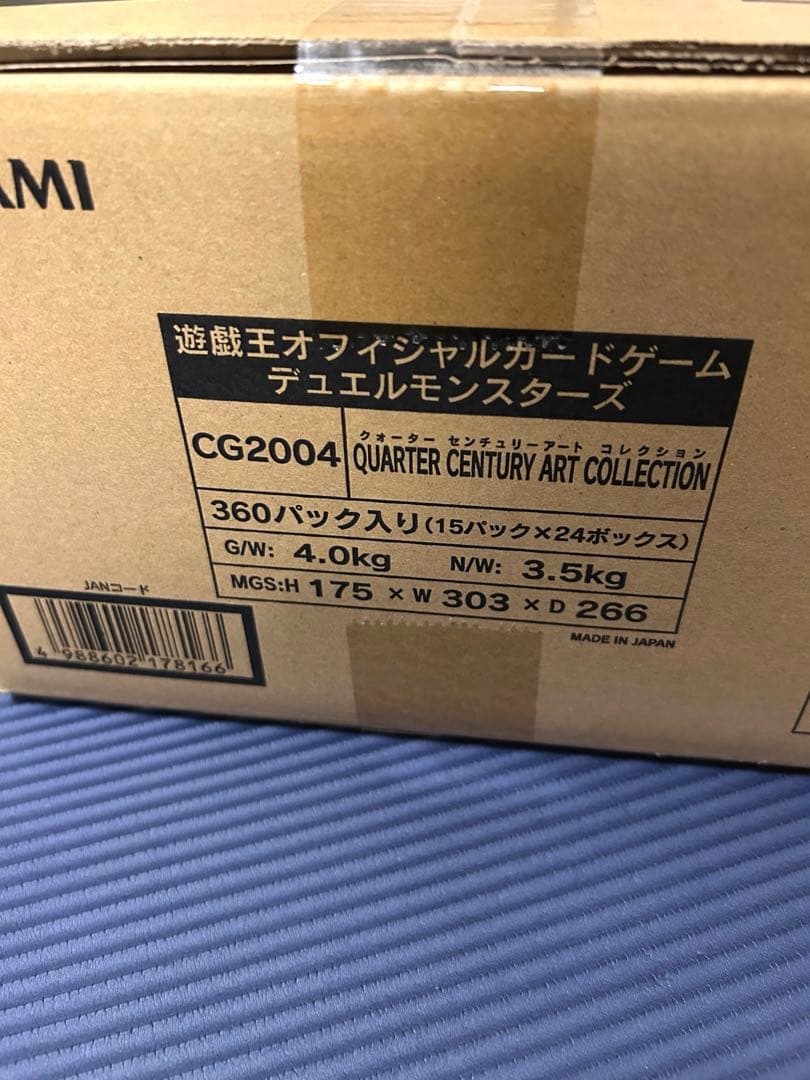 AMI
遊戯王オフィシャルカードゲーム
デュエルモンスターズ
CG2004
クォーター センチュリーアート コレクション
QUARTER CENTURY ART COLLECTION
360パック入り(15パック×24ボックス)
G/W: 4.0kg N/W: 3.5kg
MGS:H 175 × W 303 × D 266
MADE IN JAPAN
JANコード
4 988602 178166